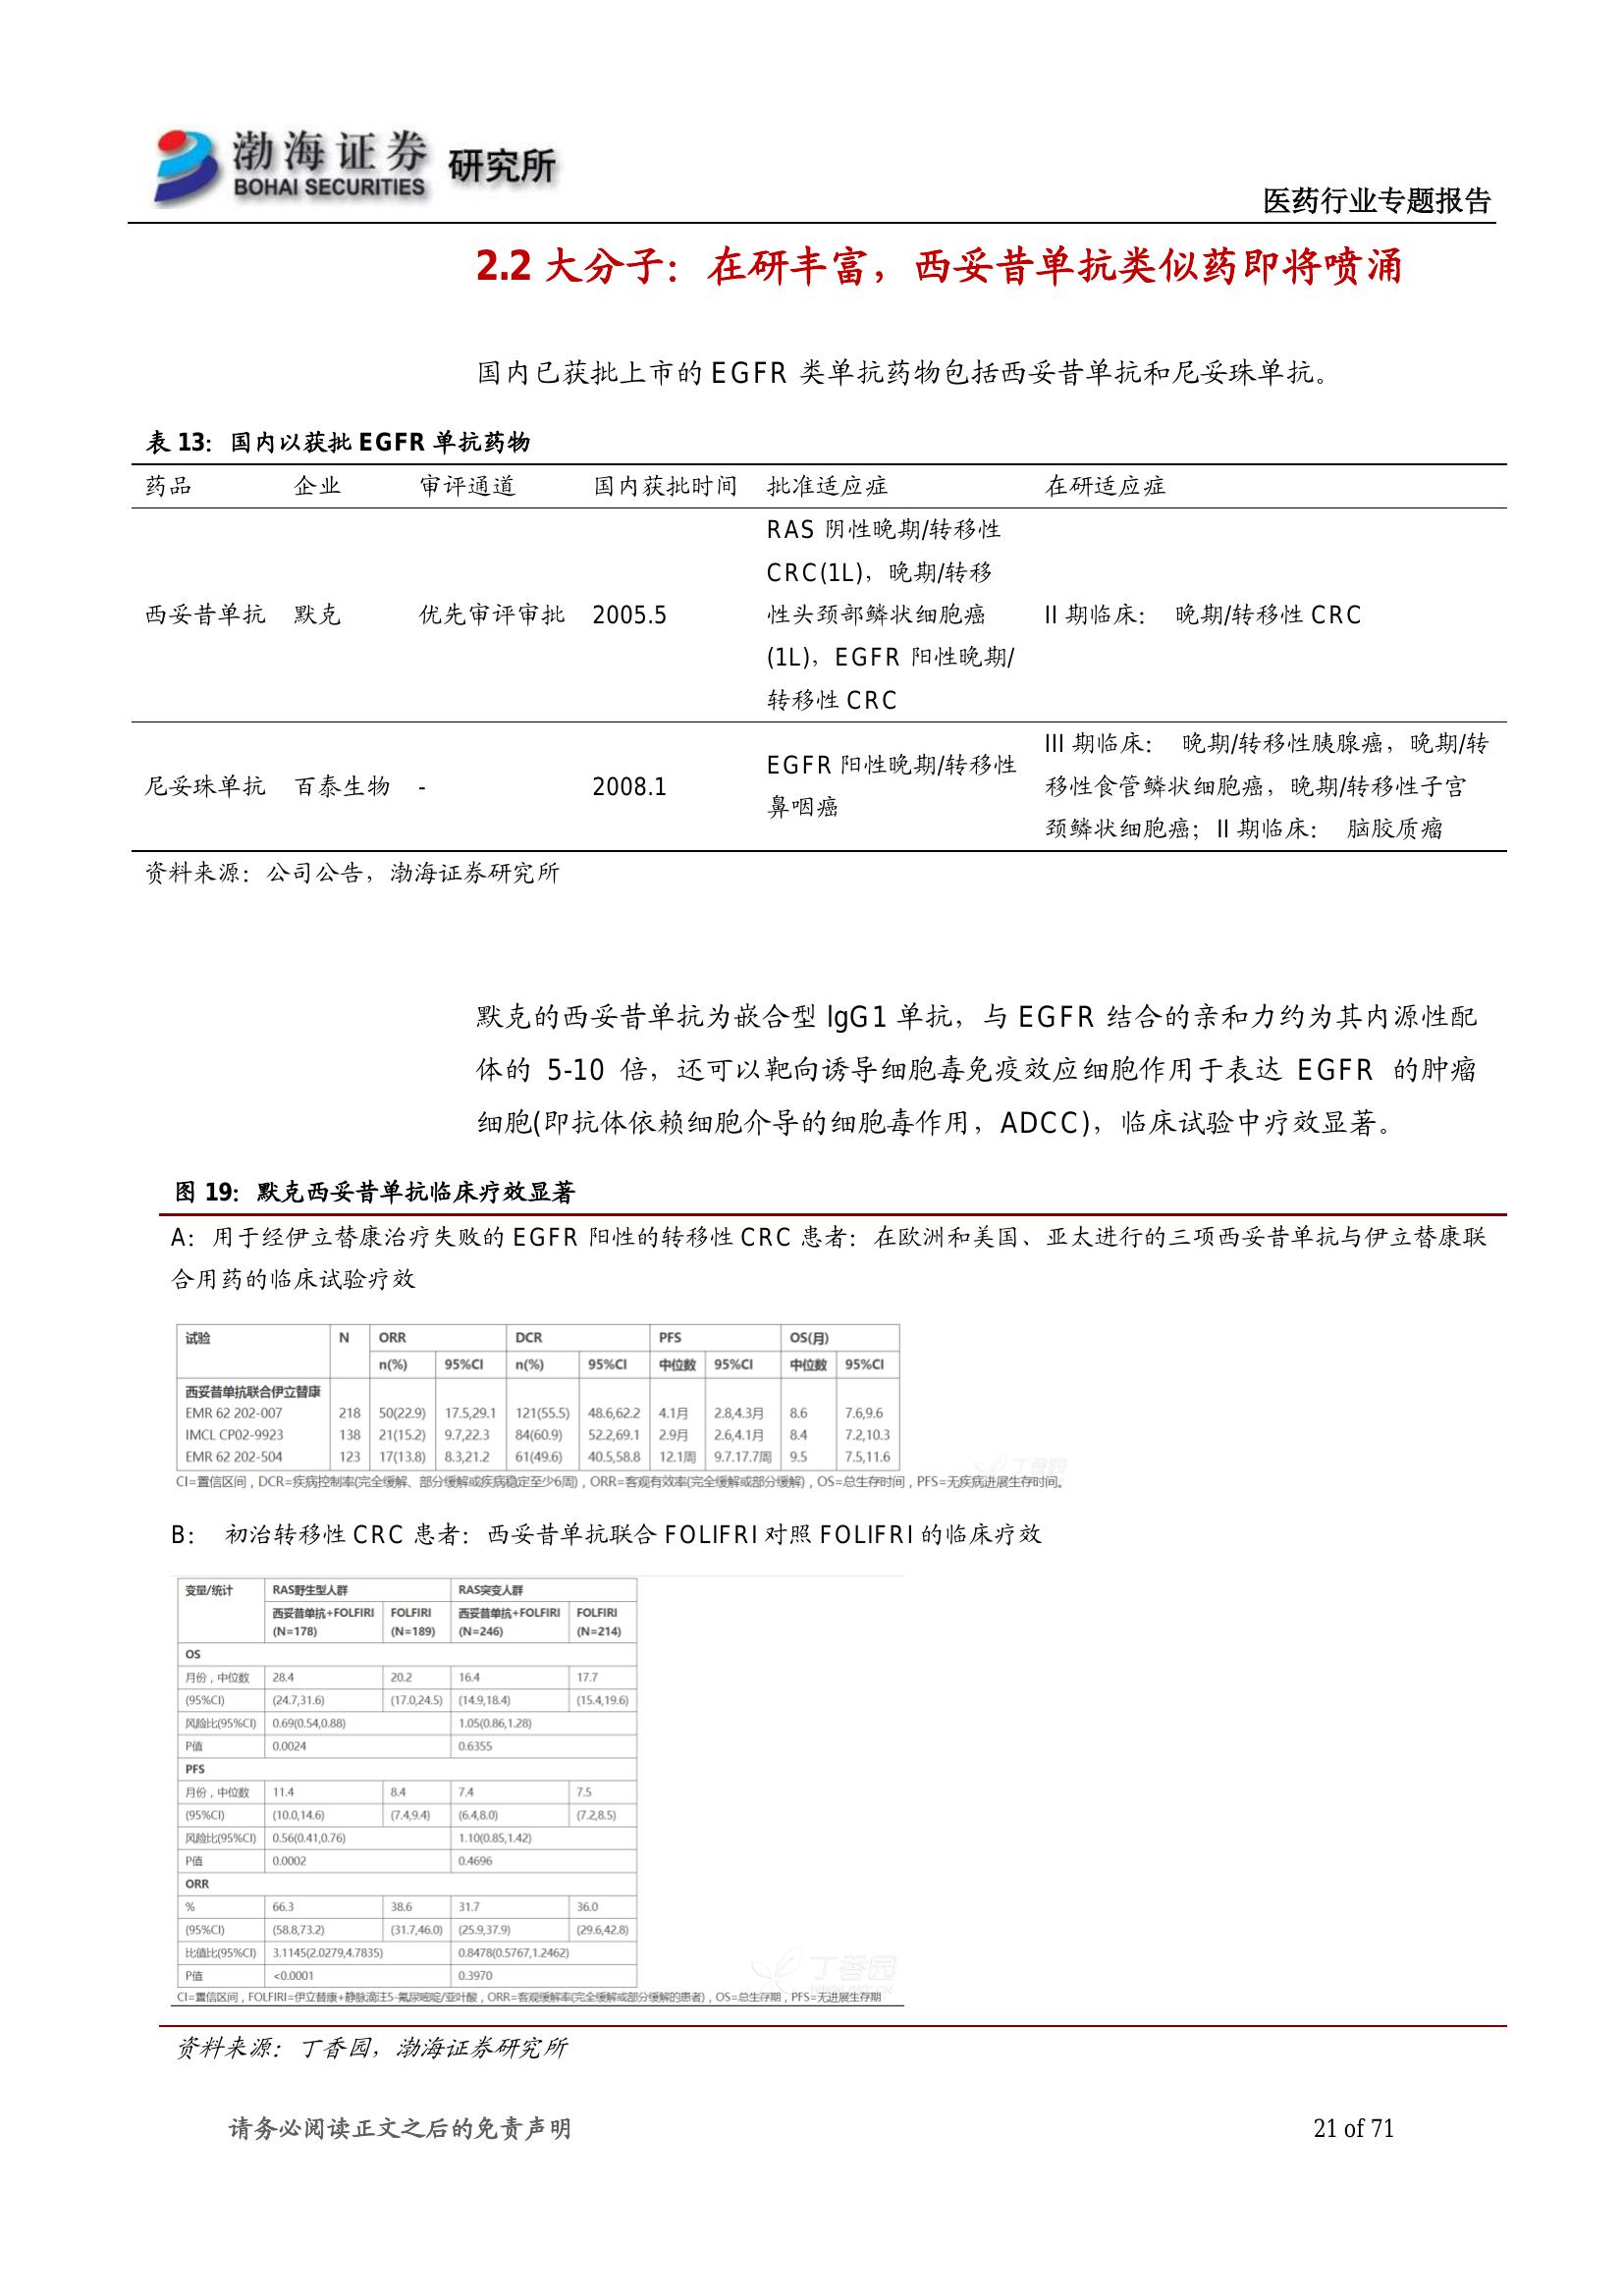 渤海证券 研究所
BOHAI SECURITIES
医药行业专题报告
2.2 大分子：在研丰富，西妥昔单抗类似药即将喷涌
国内已获批上市的 EGFR 类单抗药物包括西妥昔单抗和尼妥珠单抗。
表 13：国内以获批 EGFR 单抗药物
药品 企业 审评通道 国内获批时间 批准适应症 在研适应症
RAS 阴性晚期/转移性
CRC(1L)，晚期/转移
西妥昔单抗 默克 优先审评审批 2005.5 性头颈部鳞状细胞癌 II 期临床： 晚期/转移性 CRC
(1L)，EGFR 阳性晚期/
转移性 CRC
III 期临床： 晚期/转移性胰腺癌，晚期/转
EGFR 阳性晚期/转移性
尼妥珠单抗 百泰生物 - 2008.1 移性食管鳞状细胞癌，晚期/转移性子宫
鼻咽癌
颈鳞状细胞癌；II 期临床： 脑胶质瘤
资料来源：公司公告，渤海证券研究所
默克的西妥昔单抗为嵌合型 IgG1 单抗，与 EGFR 结合的亲和力约为其内源性配
体的 5-10 倍，还可以靶向诱导细胞毒免疫效应细胞作用于表达 EGFR 的肿瘤
细胞(即抗体依赖细胞介导的细胞毒作用，ADCC)，临床试验中疗效显著。
图 19：默克西妥昔单抗临床疗效显著
A：用于经伊立替康治疗失败的 EGFR 阳性的转移性 CRC 患者：在欧洲和美国、亚太进行的三项西妥昔单抗与伊立替康联
合用药的临床试验疗效
试验 N ORR DCR PFS OS(月)
n(%) 95%CI n(%) 95%CI 中位数 95%CI 中位数 95%CI
西妥昔单抗联合伊立替康
EMR 62 202-007 218 50(22.9) 17.5,29.1 121(55.5) 48.6,62.2 4.1月 2.8,4.3月 8.6 7.6,9.6
IMCL CP02-9923 138 21(15.2) 9.7,22.3 84(60.9) 52.2,69.1 2.9月 2.6,4.1月 8.4 7.2,10.3
EMR 62 202-504 123 17(13.8) 8.3,21.2 61(49.6) 40.5,58.8 12.1周 9.7.17.7周 9.5 7.5,11.6
丁香园
CI=置信区间，DCR=疾病控制率(完全缓解、部分缓解或疾病稳定至少6周)，ORR=客观有效率(完全缓解或部分缓解)，OS=总生存时间，PFS=无疾病进展生存时间。
B： 初治转移性 CRC 患者：西妥昔单抗联合 FOLIFRI 对照 FOLIFRI 的临床疗效
变量/统计 RAS野生型人群 RAS突变人群
西妥昔单抗+FOLFIRI FOLFIRI 西妥昔单抗+FOLFIRI FOLFIRI
(N=178) (N=189) (N=246) (N=214)
OS
月份，中位数 28.4 20.2 16.4 17.7
(95%CI) (24.7,31.6) (17.0,24.5) (14.9,18.4) (15.4,19.6)
风险比(95%CI) 0.69(0.54,0.88) 1.05(0.86,1.28)
P值 0.0024 0.6355
PFS
月份，中位数 11.4 8.4 7.4 7.5
(95%CI) (10.0,14.6) (7.4,9.4) (6.4,8.0) (7.2,8.5)
风险比(95%CI) 0.56(0.41,0.76) 1.10(0.85,1.42)
P值 0.0002 0.4696
ORR
% 66.3 38.6 31.7 36.0
(95%CI) (58.8,73.2) (31.7,46.0) (25.9,37.9) (29.6,42.8)
比值比(95%CI) 3.1145(2.0279,4.7835) 0.8478(0.5767,1.2462)
P值 <0.0001 0.3970
丁香园
CI=置信区间，FOLFIRI=伊立替康+静脉滴注5-氟尿嘧啶/亚叶酸，ORR=客观缓解率(完全缓解或部分缓解的患者)，OS=总生存期，PFS=无进展生存期
资料来源：丁香园，渤海证券研究所
请务必阅读正文之后的免责声明 21 of 71